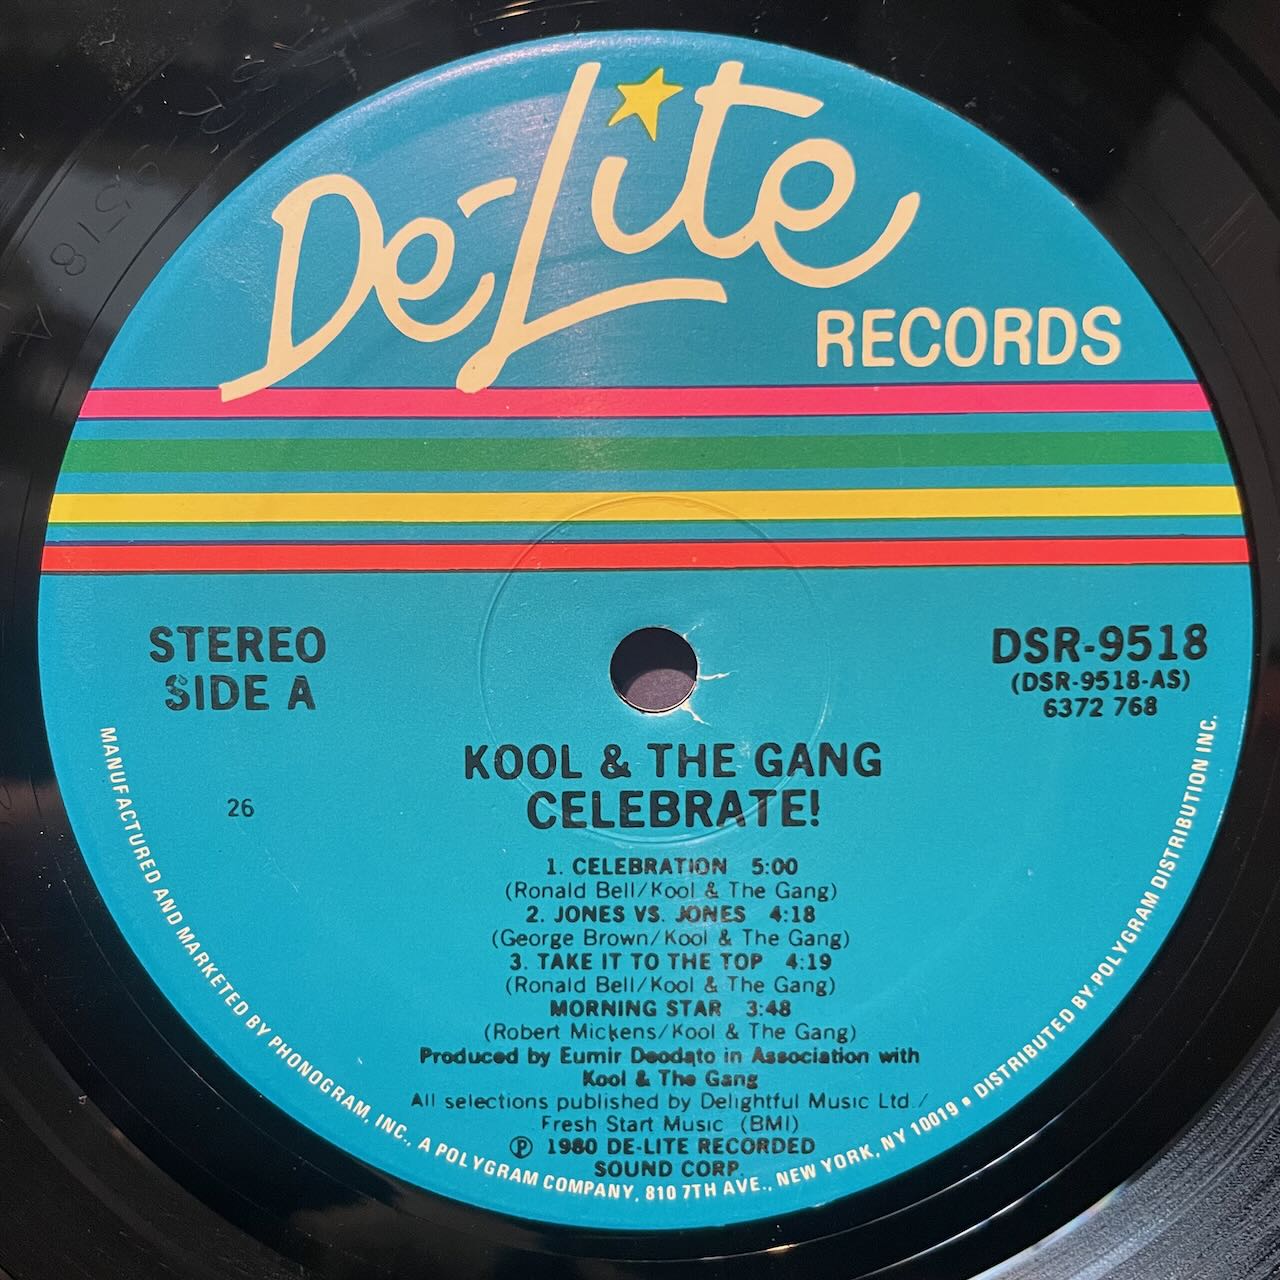 De-Lite
RECORDS
STEREO
SIDE A
DSR-9518
(DSR-9518-AS)
6372 768
26
KOOL & THE GANG
CELEBRATE!
1. CELEBRATION 5:00
(Ronald Bell/Kool & The Gang)
2. JONES VS. JONES 4:18
(George Brown/Kool & The Gang)
3. TAKE IT TO THE TOP 4:19
(Ronald Bell/Kool & The Gang)
MORNING STAR 3:48
(Robert Mickens/Kool & The Gang)
Produced by Eumir Deodato in Association with
Kool & The Gang
All selections published by Delightful Music Ltd./
Fresh Start Music (BMI)
℗ 1980 DE-LITE RECORDED
SOUND CORP.
MANUFACTURED AND MARKETED BY PHONOGRAM, INC., A POLYGRAM COMPANY, 810 7TH AVE., NEW YORK, NY 10019 • DISTRIBUTED BY: POLYGRAM DISTRIBUTION INC.
9518